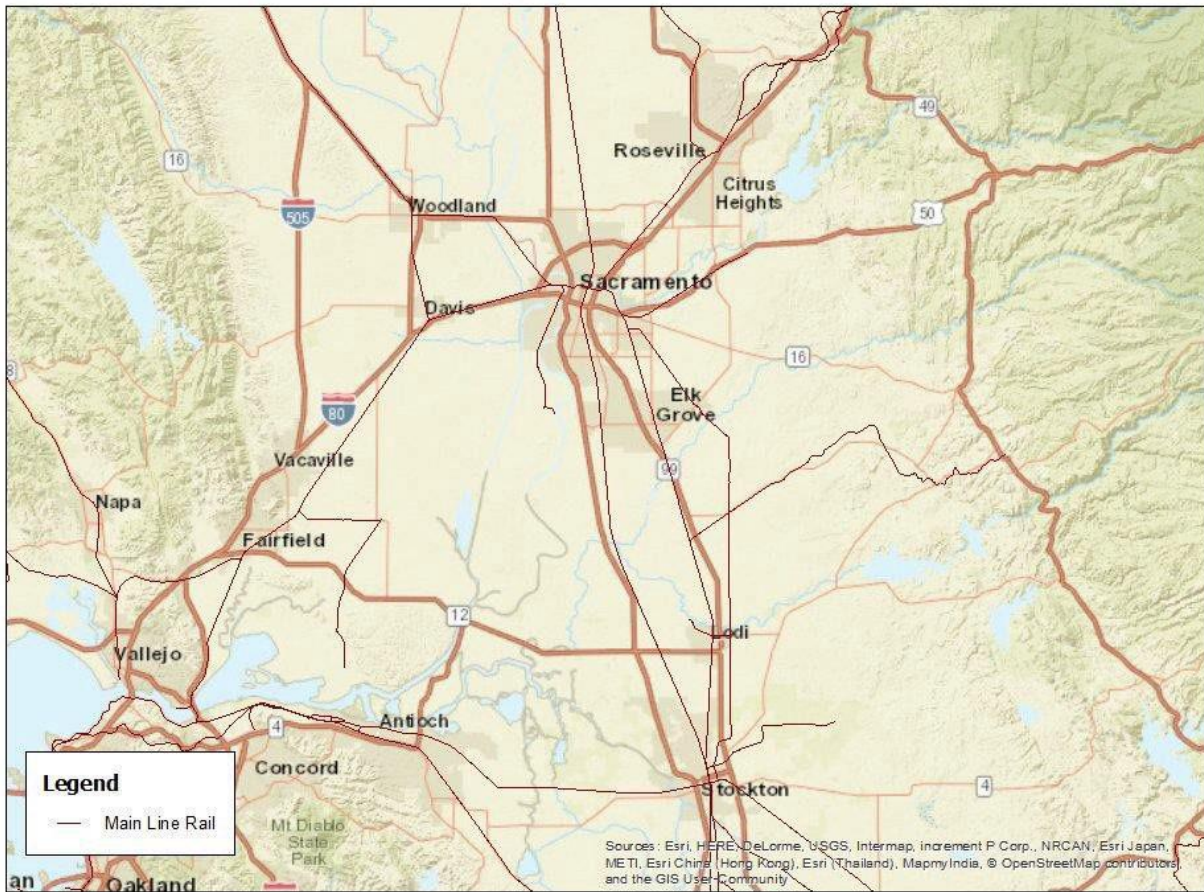 49
16
Roseville
Citrus
Heights
505
Woodland
50
Sacramento
Davis
16
8
Elk
Grove
80
Vacaville
99
Napa
Fairfield
12
Lodi
Vallejo
Antioch
4
Concord
Stockton
4
Legend
Main Line Rail
Mt Diablo
State
Park
an
Oakland
Sources: Esri, HERE, DeLorme, USGS, Intermap, increment P Corp., NRCAN, Esri Japan,
METI, Esri China (Hong Kong), Esri (Thailand), MapmyIndia, © OpenStreetMap contributors,
and the GIS User Community